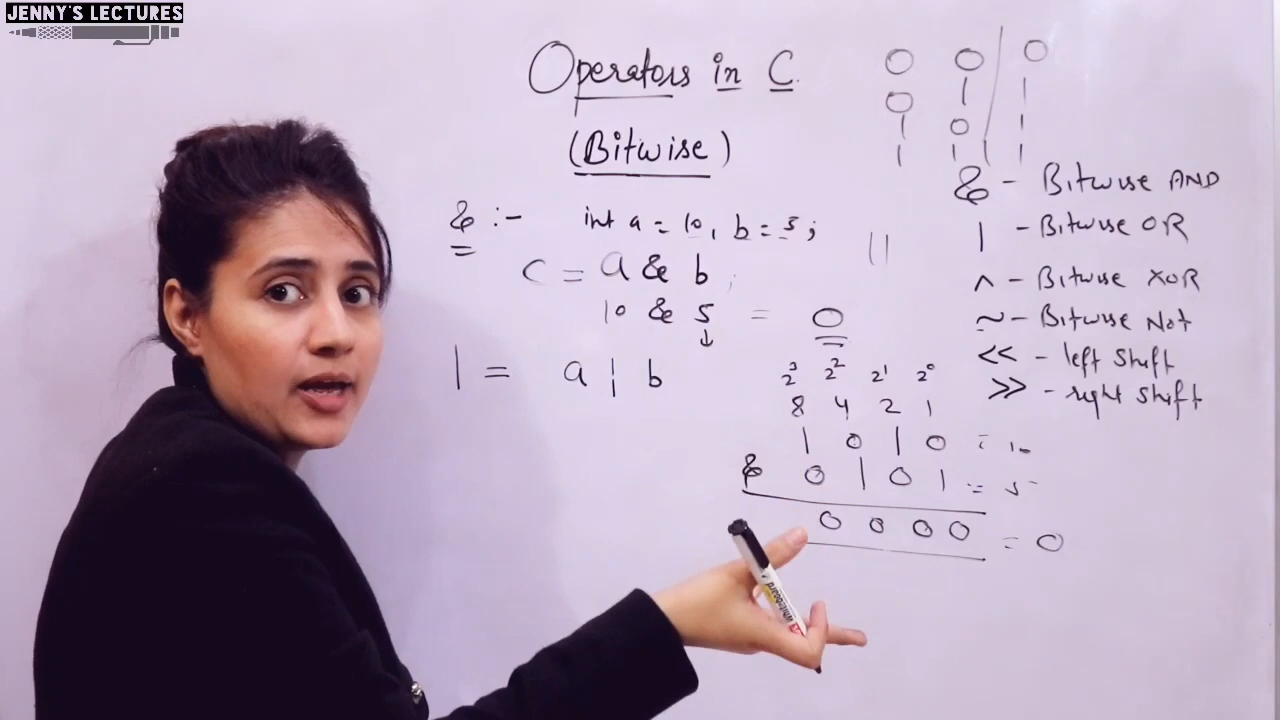 JENNY'S LECTURES
Operators in C.
(Bitwise)
& :- int a = 10, b = 5;
C = a & b;
10 & 5 = 0
↓
| = a | b
||
0 0 | 0
0 1 | 1
1 0 | 1
1 1 | 1
& - Bitwise AND
| - Bitwise OR
^ - Bitwise XOR
~ - Bitwise Not
<< - left shift
>> - right shift
2³ 2² 2¹ 2⁰
8 4 2 1
1 0 1 0 = 10
& 0 1 0 1 = 5
0 0 0 0 = 0
whiteboard